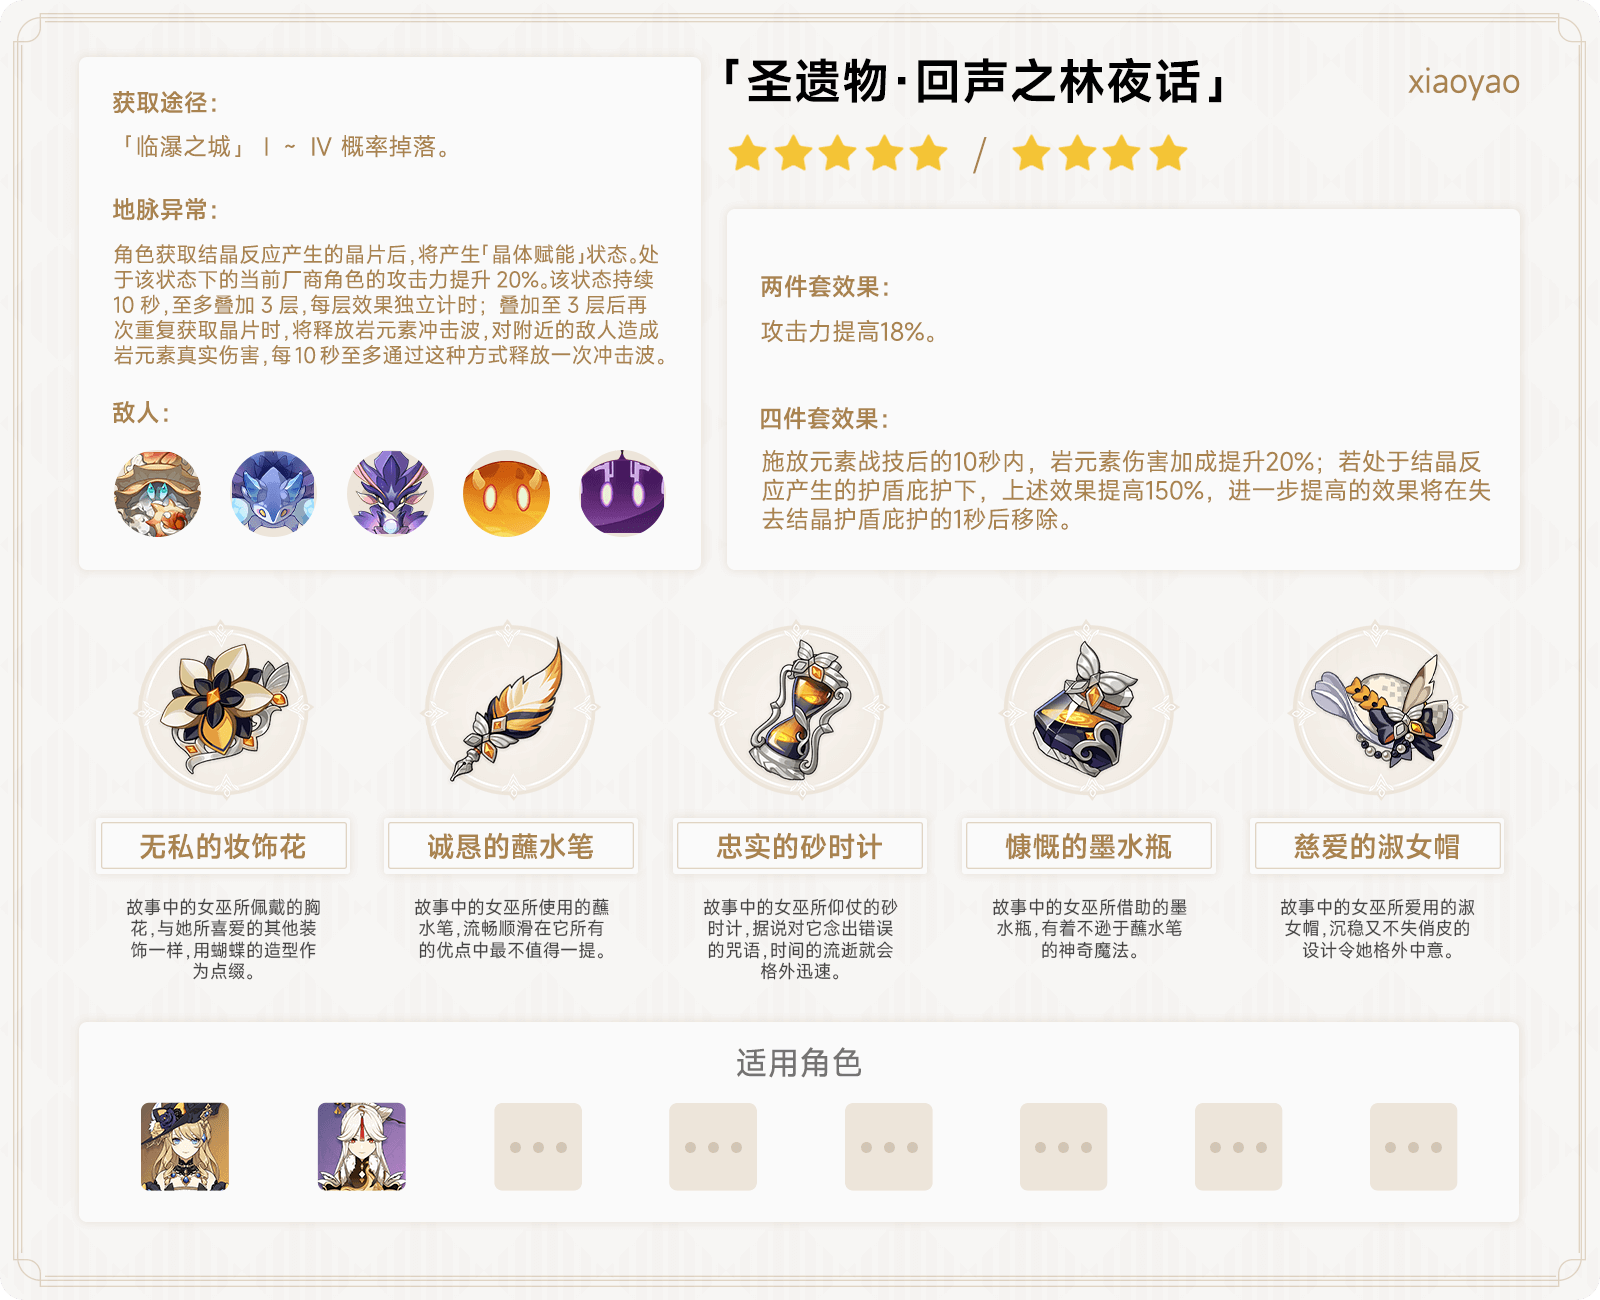 获取途径：
「临瀑之城」 I ~ IV 概率掉落。
地脉异常：
角色获取结晶反应产生的晶片后，将产生「晶体赋能」状态。处
于该状态下的当前厂商角色的攻击力提升 20%。该状态持续
10 秒，至多叠加 3 层，每层效果独立计时； 叠加至 3 层后再
次重复获取晶片时，将释放岩元素冲击波，对附近的敌人造成
岩元素真实伤害，每10秒至多通过这种方式释放一次冲击波。
敌人：
「圣遗物·回声之林夜话」
xiaoyao
/
两件套效果：
攻击力提高18%。
四件套效果：
施放元素战技后的10秒内，岩元素伤害加成提升20%；若处于结晶反
应产生的护盾庇护下，上述效果提高150%，进一步提高的效果将在失
去结晶护盾庇护的1秒后移除。
无私的妆饰花
故事中的女巫所佩戴的胸
花，与她所喜爱的其他装
饰一样，用蝴蝶的造型作
为点缀。
诚恳的蘸水笔
故事中的女巫所使用的蘸
水笔，流畅顺滑在它所有
的优点中最不值得一提。
忠实的砂时计
故事中的女巫所仰仗的砂
时计，据说对它念出错误
的咒语，时间的流逝就会
格外迅速。
慷慨的墨水瓶
故事中的女巫所借助的墨
水瓶，有着不逊于蘸水笔
的神奇魔法。
慈爱的淑女帽
故事中的女巫所爱用的淑
女帽，沉稳又不失俏皮的
设计令她格外中意。
适用角色